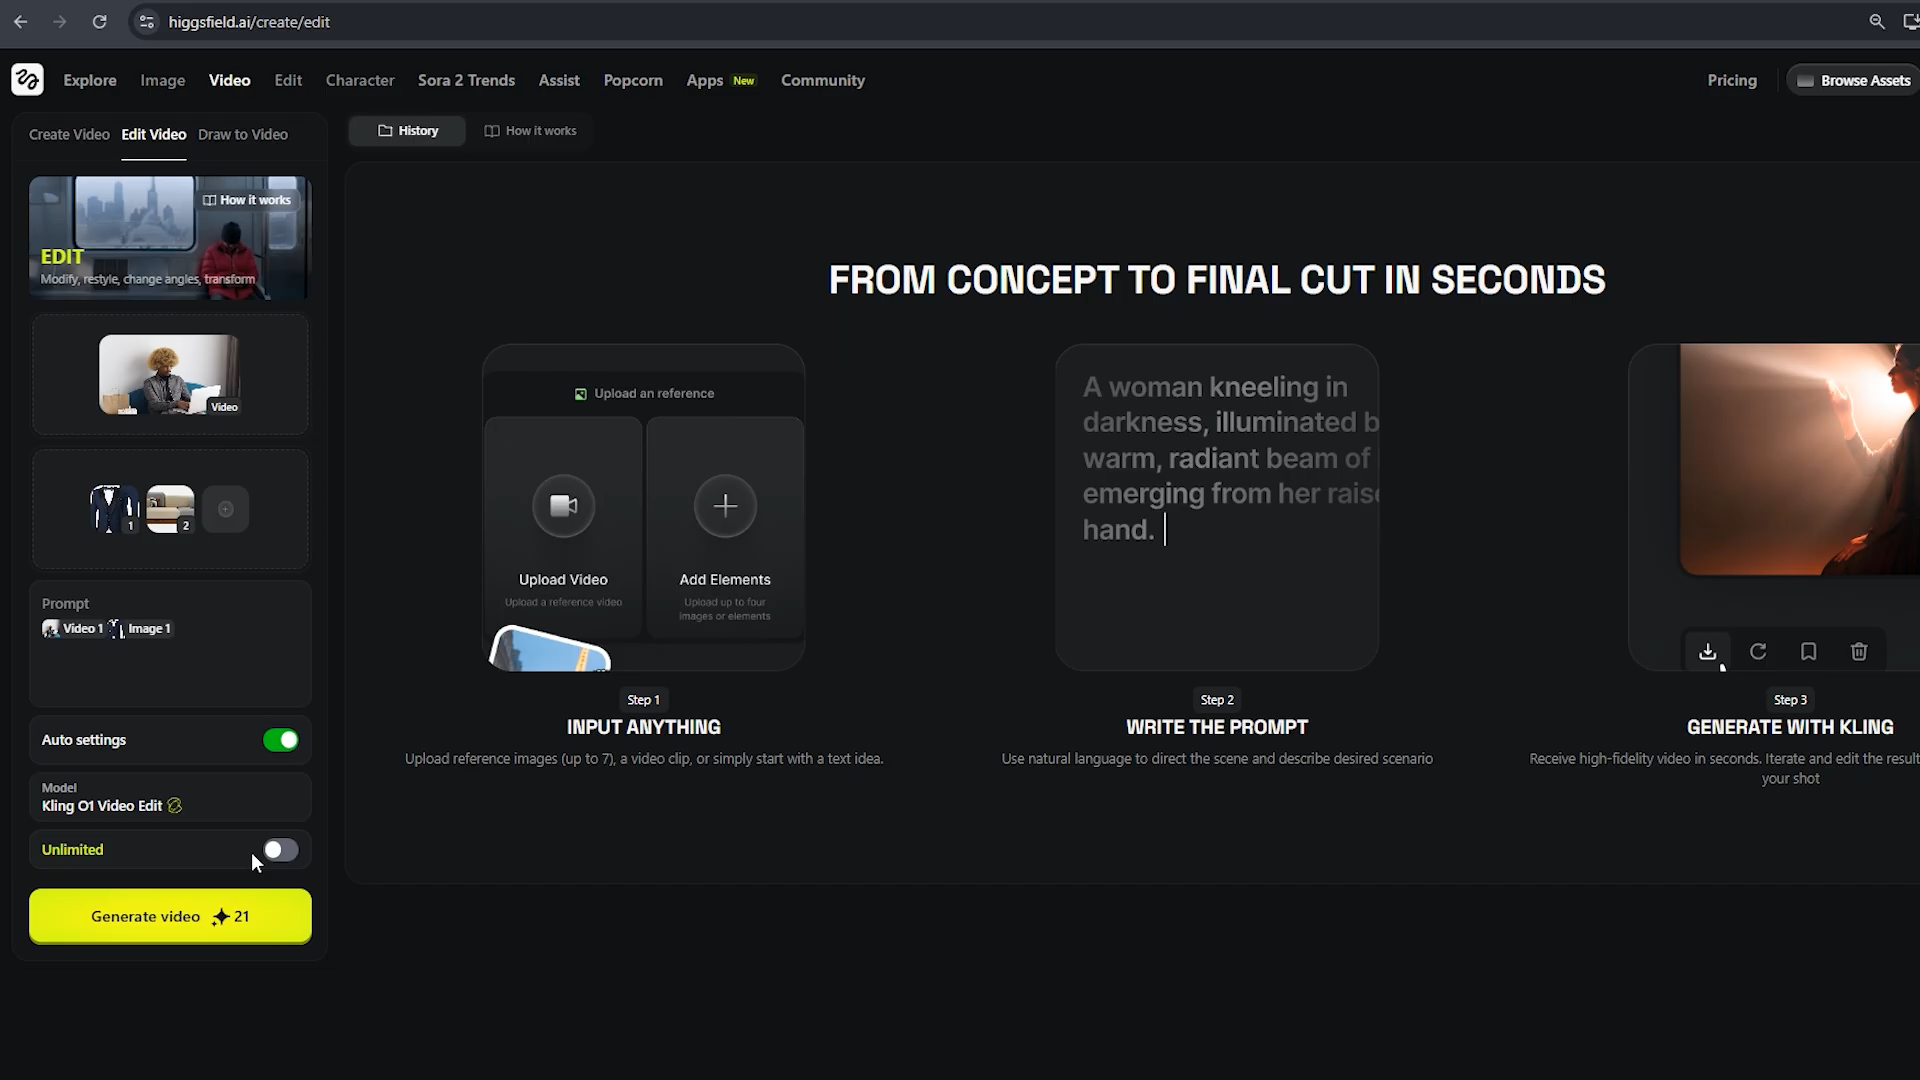 higgsfield.ai/create/edit
Explore Image Video Edit Character Sora 2 Trends Assist Popcorn Apps New Community Pricing Browse Assets
Create Video Edit Video Draw to Video
History How it works
How it works
EDIT
Modify, restyle, change angles, transform
Video
1 2
Prompt
Video 1 Image 1
Auto settings
Model
Kling O1 Video Edit
Unlimited
Generate video 21
FROM CONCEPT TO FINAL CUT IN SECONDS
Upload an reference
Upload Video
Upload a reference video
Add Elements
Upload up to four
images or elements
Step 1
INPUT ANYTHING
Upload reference images (up to 7), a video clip, or simply start with a text idea.
A woman kneeling in
darkness, illuminated b
warm, radiant beam of
emerging from her raise
hand.
Step 2
WRITE THE PROMPT
Use natural language to direct the scene and describe desired scenario
Step 3
GENERATE WITH KLING
Receive high-fidelity video in seconds. Iterate and edit the result
your shot